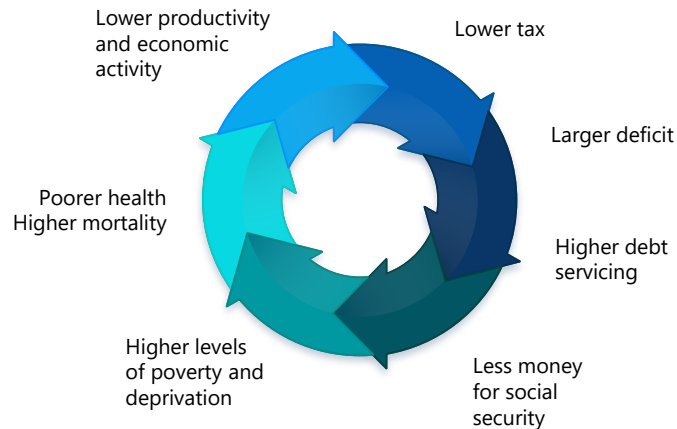 Lower productivity
and economic
activity
Lower tax
Larger deficit
Higher debt
servicing
Less money
for social
security
Higher levels
of poverty and
deprivation
Poorer health
Higher mortality